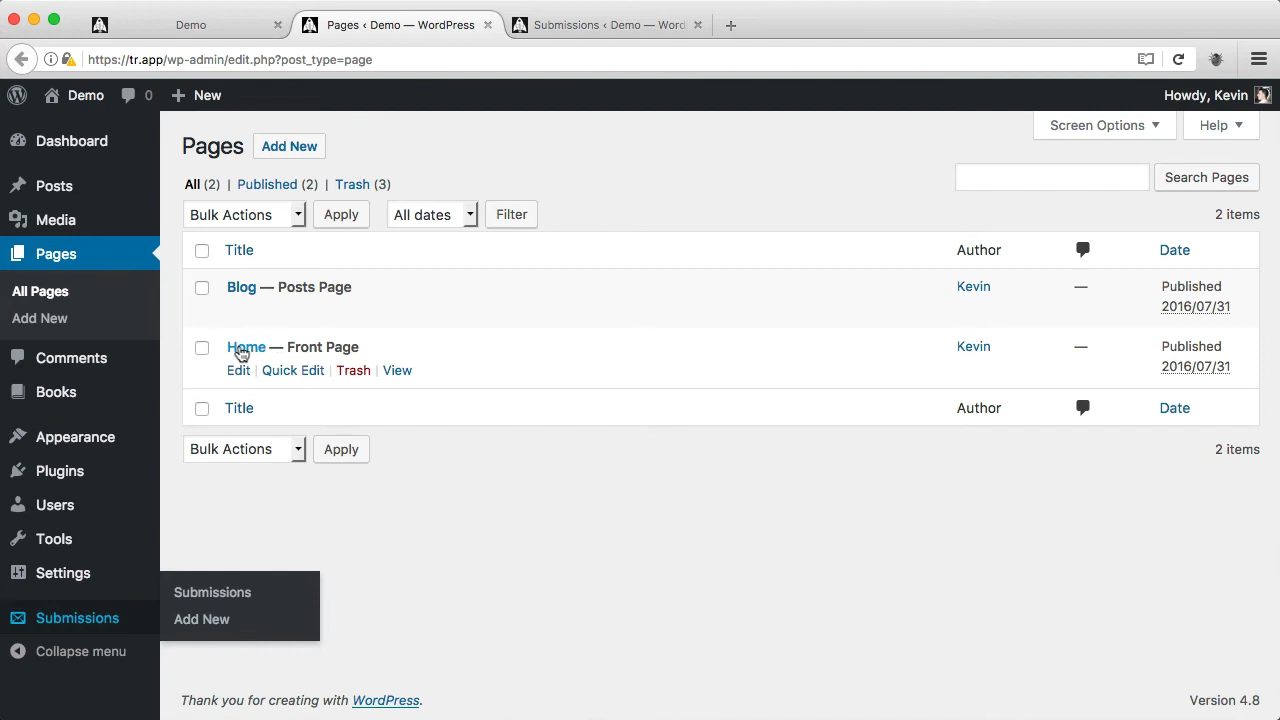 Demo
Pages ‹ Demo — WordPress
Submissions ‹ Demo — Word
https://tr.app/wp-admin/edit.php?post_type=page
Demo
0
New
Howdy, Kevin
Dashboard
Posts
Media
Pages
All Pages
Add New
Comments
Books
Appearance
Plugins
Users
Tools
Settings
Submissions
Collapse menu
Submissions
Add New
Screen Options
Help
Pages
Add New
All (2) | Published (2) | Trash (3)
Search Pages
Bulk Actions
Apply
All dates
Filter
2 items
Title
Author
Date
Blog — Posts Page
Kevin
—
Published
2016/07/31
Home — Front Page
Edit | Quick Edit | Trash | View
Kevin
—
Published
2016/07/31
Title
Author
Date
Bulk Actions
Apply
2 items
Thank you for creating with WordPress.
Version 4.8